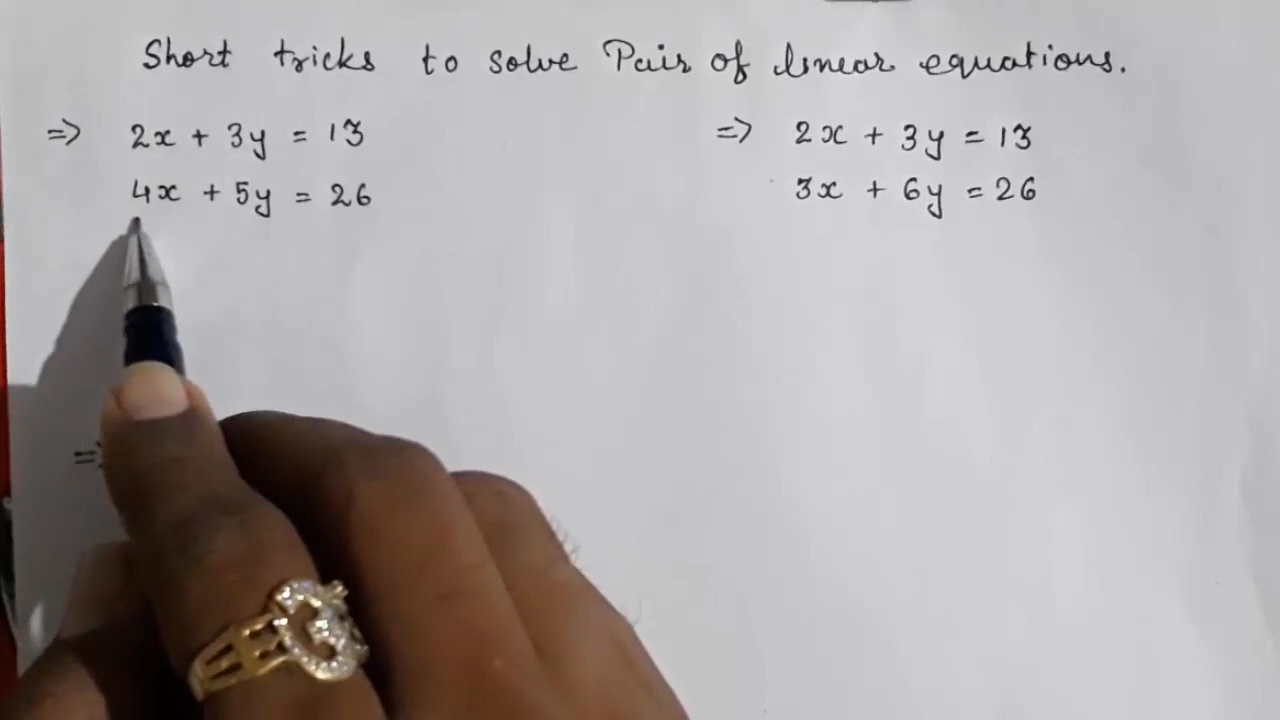 Short tricks to solve Pair of linear equations.
=> 2x + 3y = 13
4x + 5y = 26
=> 2x + 3y = 13
3x + 6y = 26
=>